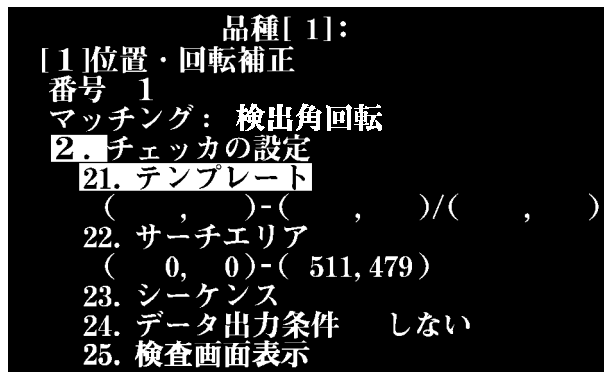 品種[ 1]:
[1]位置・回転補正
番号 1
マッチング: 検出角回転
2. チェッカの設定
21. テンプレート
( , )-( , )/( , )
22. サーチエリア
( 0, 0)-( 511,479)
23. シーケンス
24. データ出力条件 しない
25. 検査画面表示